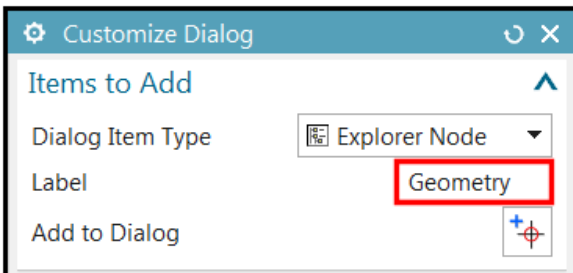 Customize Dialog
Items to Add
Dialog Item Type Explorer Node
Label Geometry
Add to Dialog